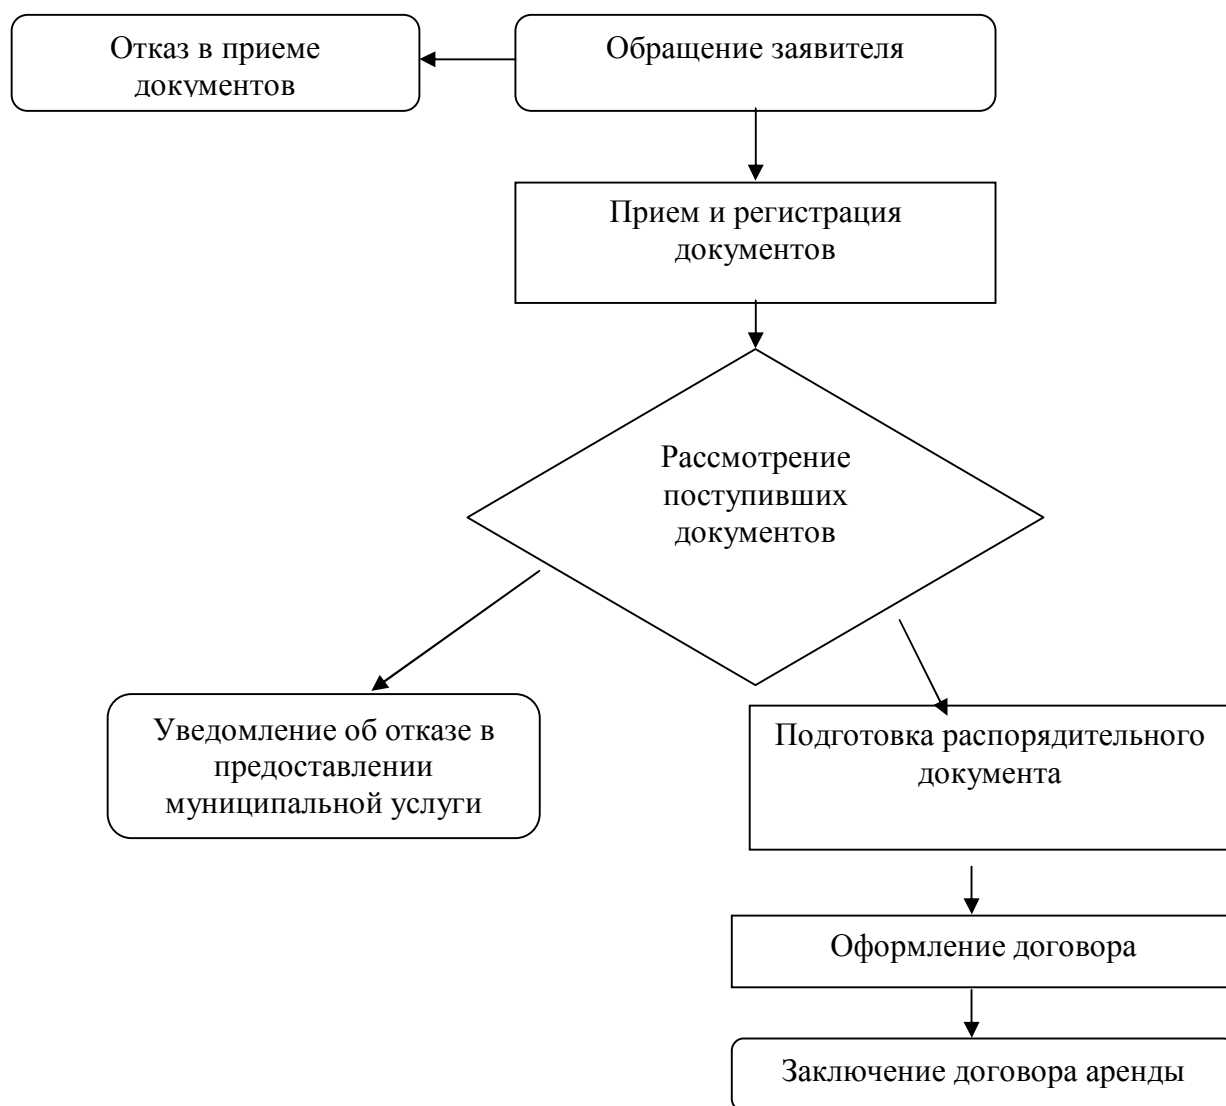 Отказ в приеме
документов
Обращение заявителя
Прием и регистрация
документов
Рассмотрение
поступивших
документов
Уведомление об отказе в
предоставлении
муниципальной услуги
Подготовка распорядительного
документа
Оформление договора
Заключение договора аренды